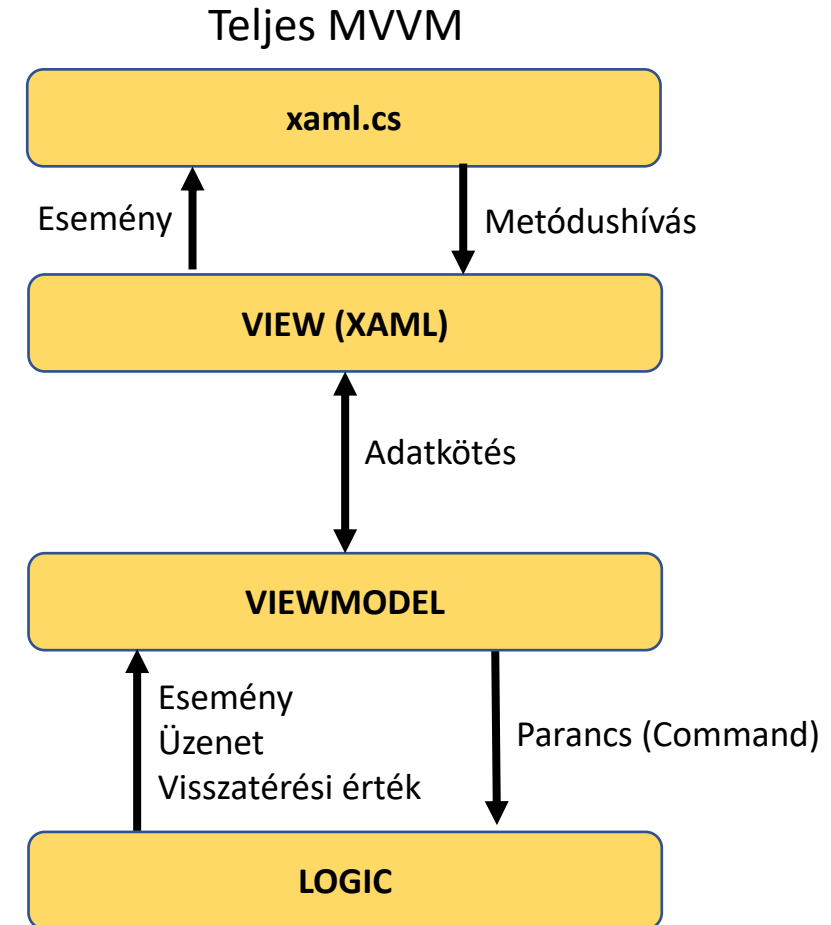 Teljes MVVM
xaml.cs
Esemény
Metódushívás
VIEW (XAML)
Adatkötés
VIEWMODEL
Esemény
Üzenet
Visszatérési érték
Parancs (Command)
LOGIC